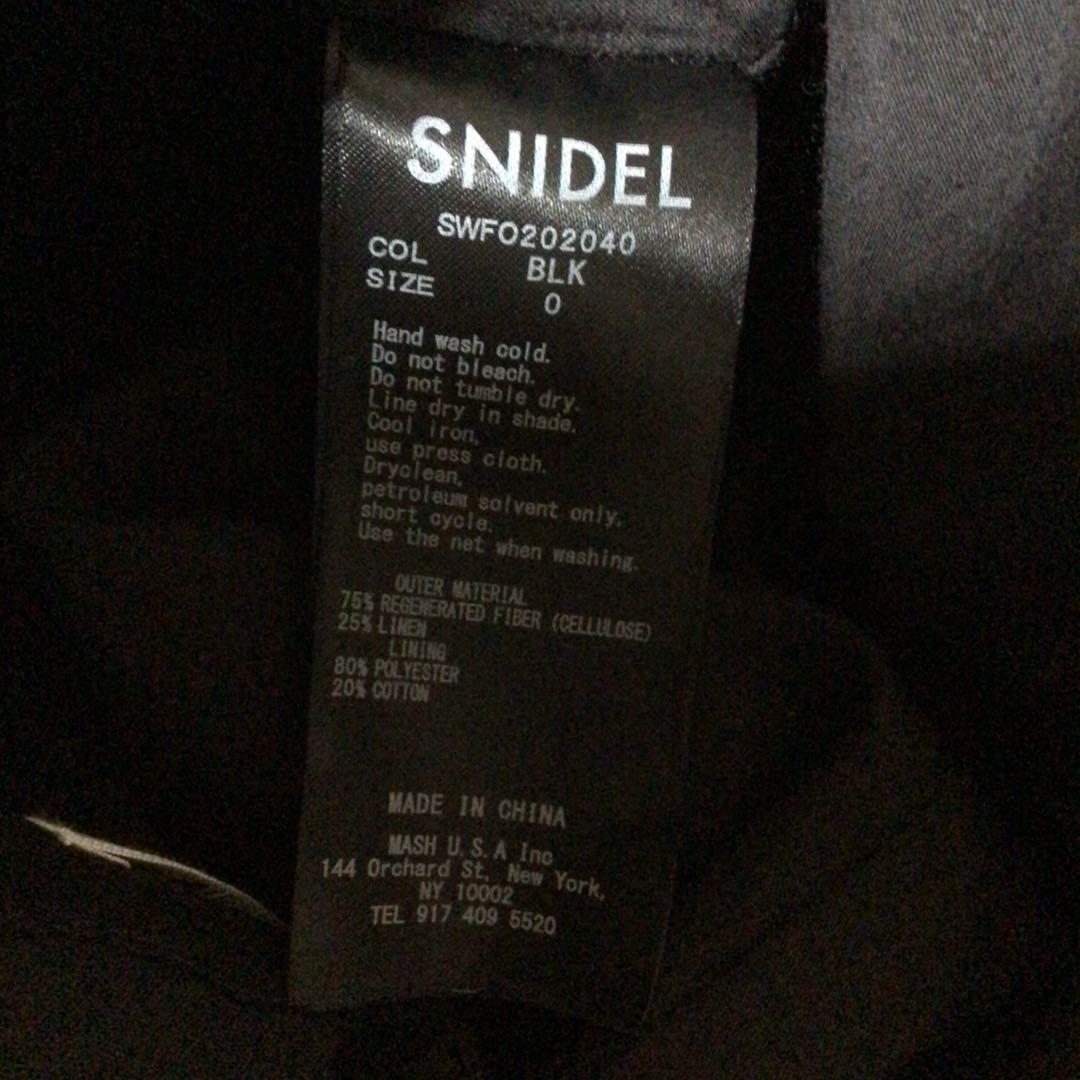 SNIDEL
SWFO202040
COL BLK
SIZE 0
Hand wash cold.
Do not bleach.
Do not tumble dry.
Line dry in shade.
Cool iron,
use press cloth.
Dryclean,
petroleum solvent only,
short cycle.
Use the net when washing.
OUTER MATERIAL
75% REGENERATED FIBER (CELLULOSE)
25% LINEN
LINING
80% POLYESTER
20% COTTON
MADE IN CHINA
MASH U.S.A Inc
144 Orchard St, New York,
NY 10002
TEL 917 409 5520